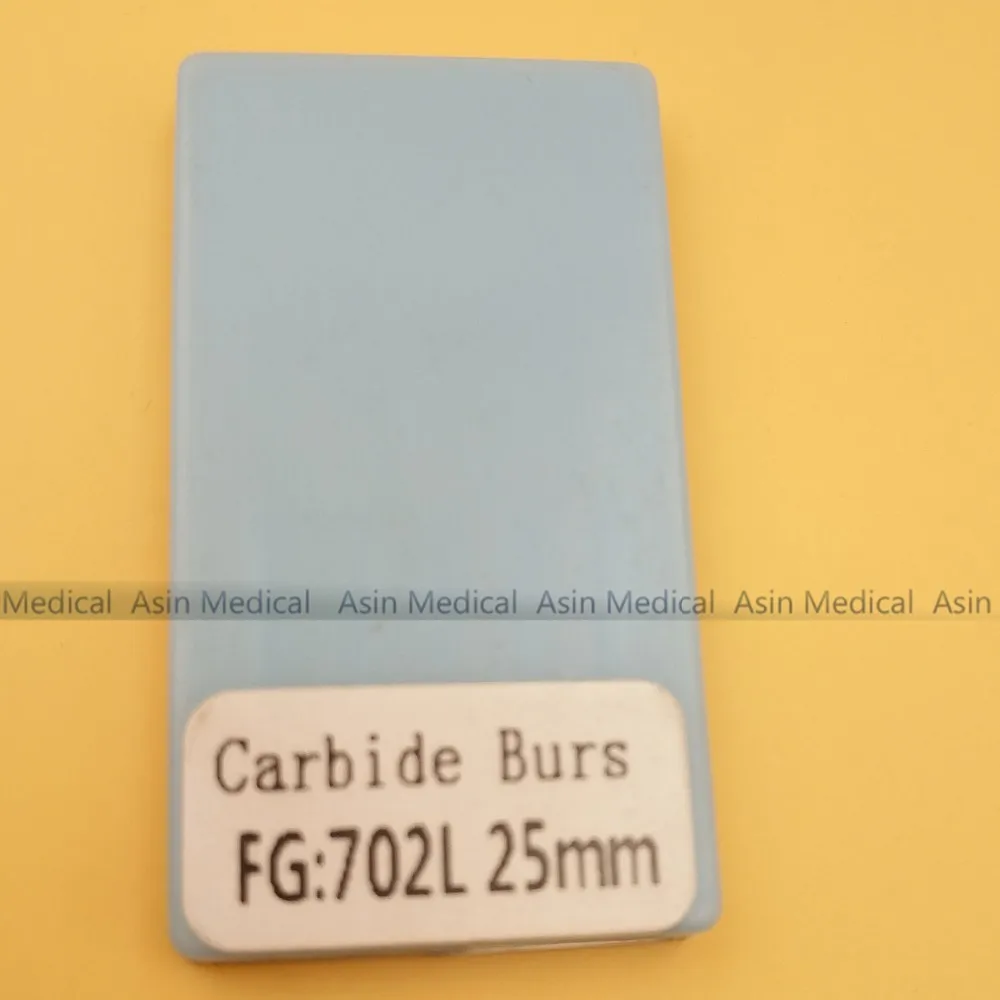 Medical Asin Medical Asin Medical Asin Medical Asin Medical Asin
Carbide Burs
FG:702L 25mm